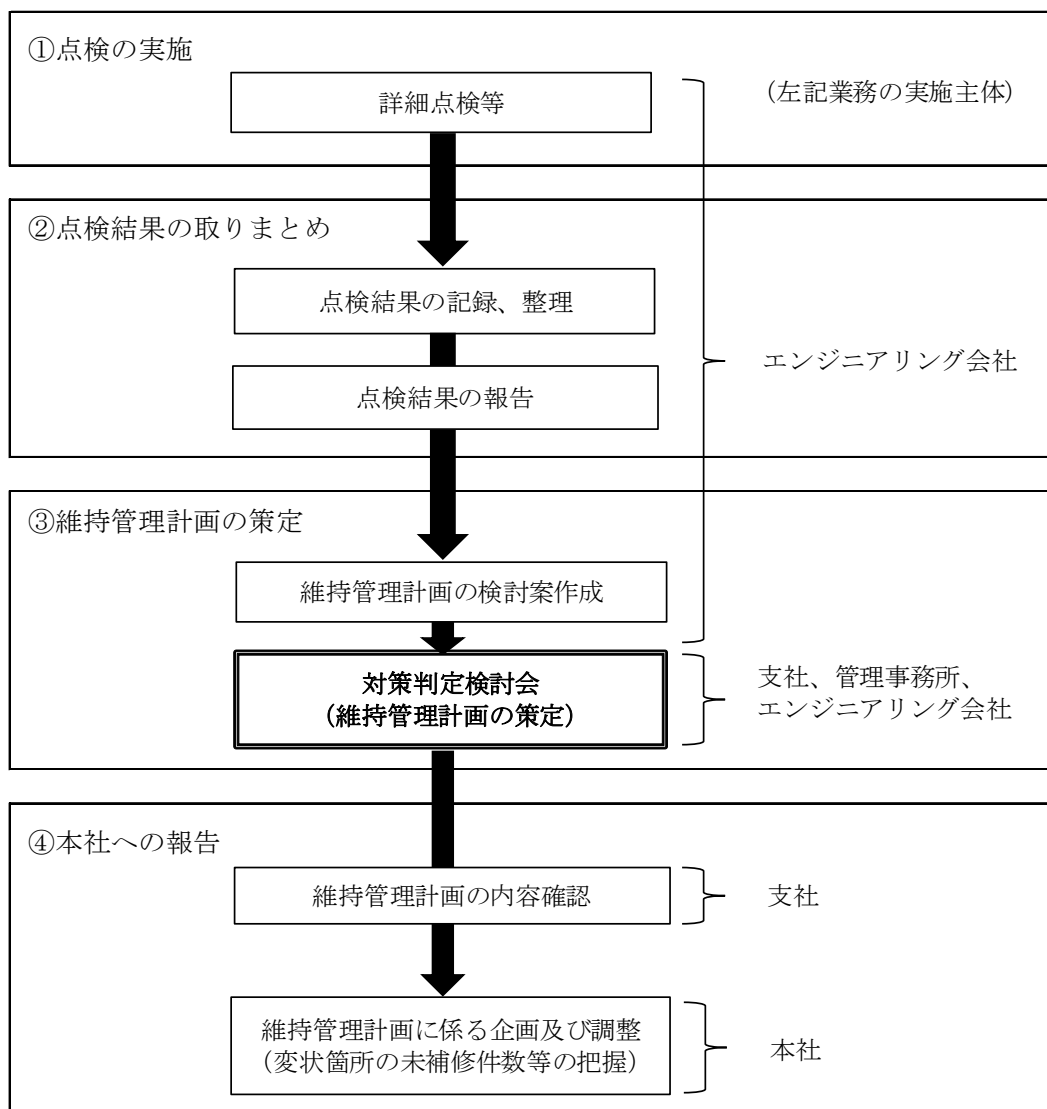 ①点検の実施
詳細点検等
(左記業務の実施主体)
②点検結果の取りまとめ
点検結果の記録、整理
点検結果の報告
エンジニアリング会社
③維持管理計画の策定
維持管理計画の検討案作成
対策判定検討会
(維持管理計画の策定)
支社、管理事務所、
エンジニアリング会社
④本社への報告
維持管理計画の内容確認
支社
維持管理計画に係る企画及び調整
(変状箇所の未補修件数等の把握)
本社